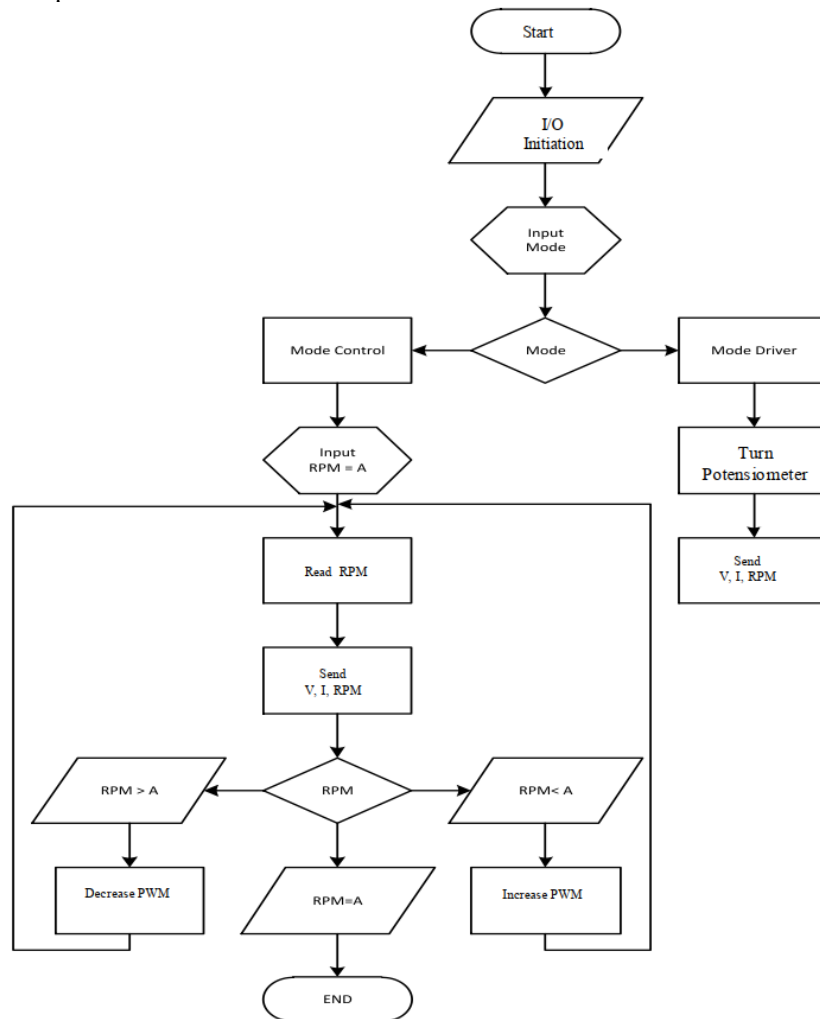 Start
I/O
Initiation
Input
Mode
Mode Control
Mode
Mode Driver
Input
RPM = A
Turn
Potensiometer
Read RPM
Send
V, I, RPM
Send
V, I, RPM
RPM > A
RPM
RPM< A
Decrease PWM
RPM=A
Increase PWM
END